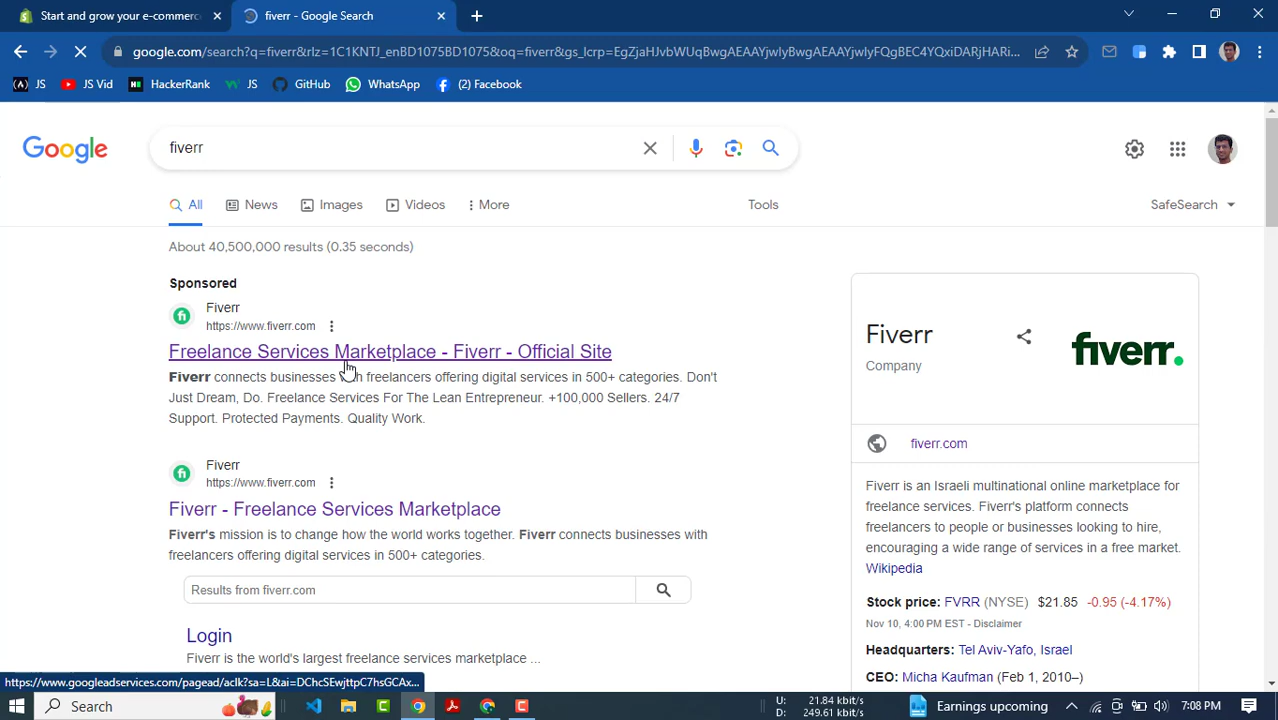 Start and grow your e-commerc
fiverr - Google Search
google.com/search?q=fiverr&rlz=1C1KNTJ_enBD1075BD1075&oq=fiverr&gs_lcrp=EgZjaHJvbWUqBwgAEAAYjwIyBwgAEAAYjwIyFQgBEC4YQxiDARjHARi...
JS
JS Vid
HackerRank
JS
GitHub
WhatsApp
(2) Facebook
Google
fiverr
All
News
Images
Videos
More
Tools
SafeSearch
About 40,500,000 results (0.35 seconds)
Sponsored
Fiverr
https://www.fiverr.com
Freelance Services Marketplace - Fiverr - Official Site
Fiverr connects businesses with freelancers offering digital services in 500+ categories. Don't
Just Dream, Do. Freelance Services For The Lean Entrepreneur. +100,000 Sellers. 24/7
Support. Protected Payments. Quality Work.
Fiverr
https://www.fiverr.com
Fiverr - Freelance Services Marketplace
Fiverr's mission is to change how the world works together. Fiverr connects businesses with
freelancers offering digital services in 500+ categories.
Results from fiverr.com
Login
Fiverr is the world's largest freelance services marketplace ...
Fiverr
Company
fiverr.
fiverr.com
Fiverr is an Israeli multinational online marketplace for
freelance services. Fiverr's platform connects
freelancers to people or businesses looking to hire,
encouraging a wide range of services in a free market.
Wikipedia
Stock price: FVRR (NYSE) $21.85 -0.95 (-4.17%)
Nov 10, 4:00 PM EST - Disclaimer
Headquarters: Tel Aviv-Yafo, Israel
CEO: Micha Kaufman (Feb 1, 2010–)
https://www.googleadservices.com/pagead/aclk?sa=L&ai=DChcSEwjttpC7hsGCAx...
Search
U: 21.84 kbit/s
D: 249.61 kbit/s
Earnings upcoming
7:08 PM